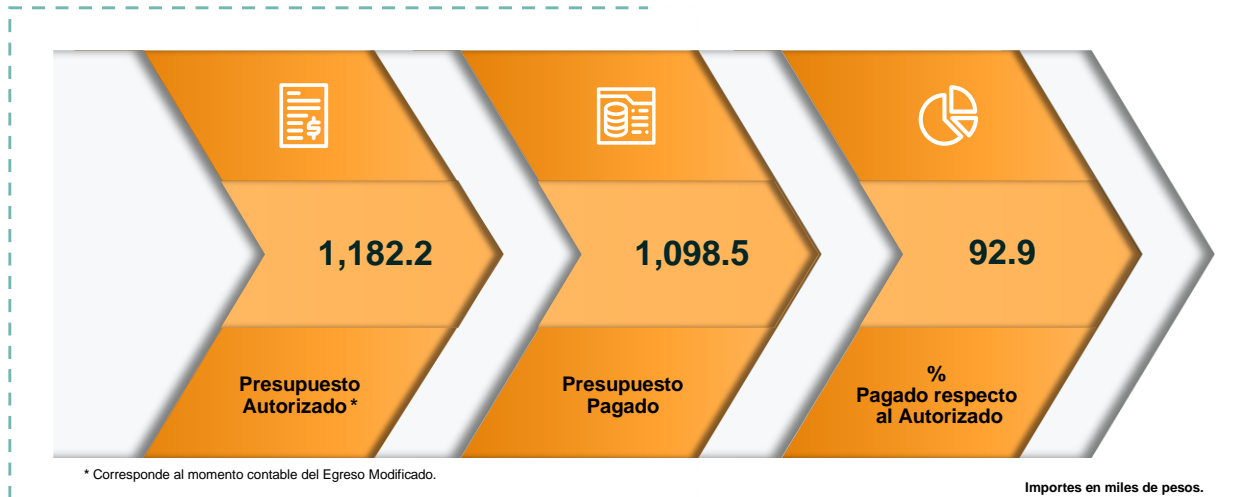 1,182.2
1,098.5
92.9
Presupuesto
Autorizado *
Presupuesto
Pagado
%
Pagado respecto
al Autorizado
* Corresponde al momento contable del Egreso Modificado.
Importes en miles de pesos.